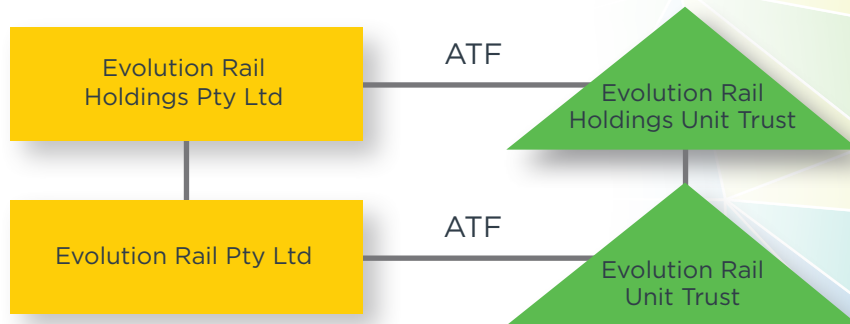 Evolution Rail
Holdings Pty Ltd
ATF
Evolution Rail
Holdings Unit Trust
Evolution Rail Pty Ltd
ATF
Evolution Rail
Unit Trust